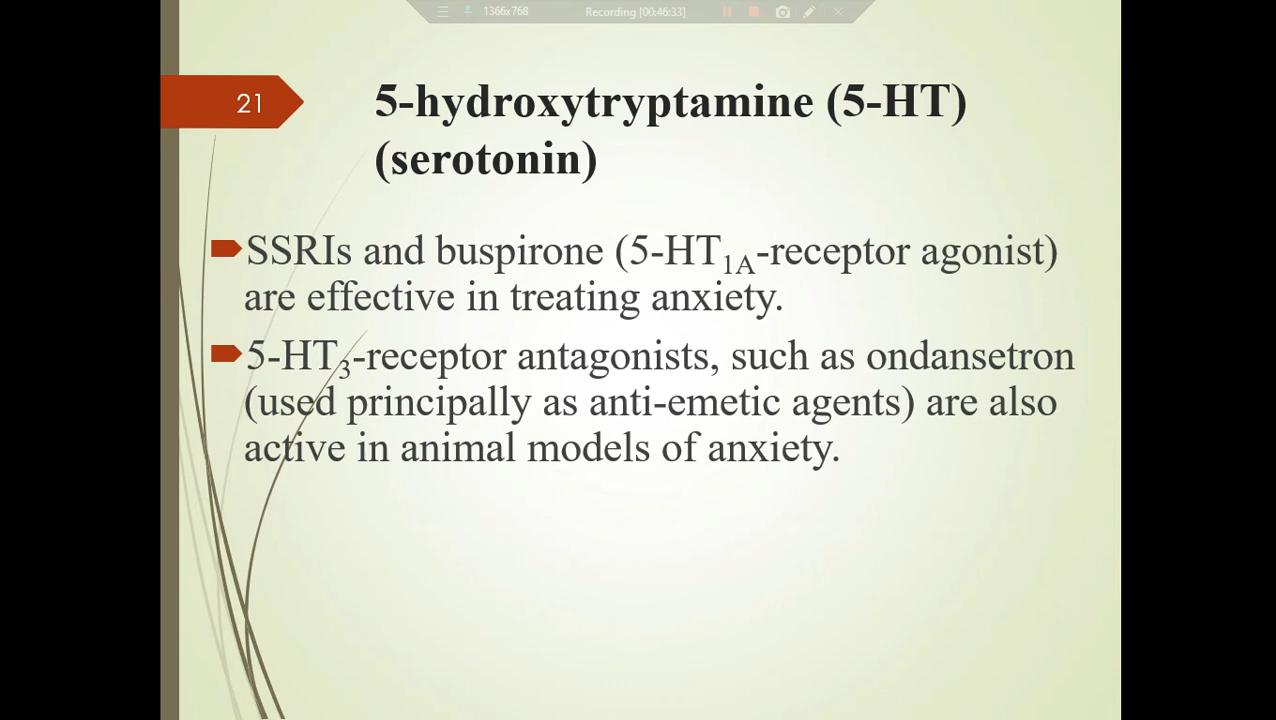 1366x768 Recording [00:46:33]
21
5-hydroxytryptamine (5-HT)
(serotonin)
SSRIs and buspirone (5-HT1A-receptor agonist)
are effective in treating anxiety.
5-HT3-receptor antagonists, such as ondansetron
(used principally as anti-emetic agents) are also
active in animal models of anxiety.